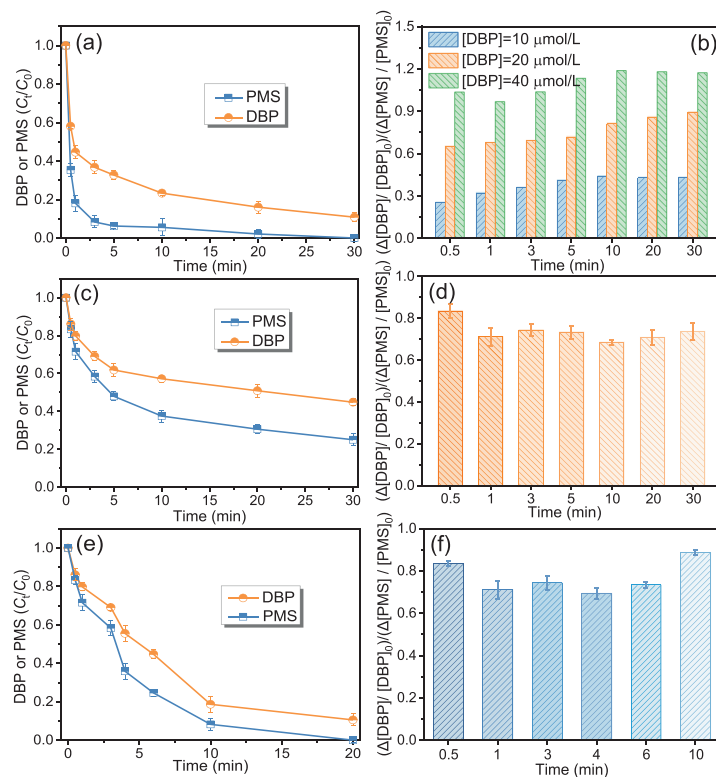 (a)
DBP or PMS (Cₜ/C₀)
1.0
0.8
0.6
0.4
0.2
0.0
PMS
DBP
0 5 10 20 30
Time (min)
(b)
(Δ[DBP]/ [DBP]₀)/(Δ[PMS] / [PMS]₀)
1.5
1.2
0.9
0.6
0.3
0.0
[DBP]=10 μmol/L
[DBP]=20 μmol/L
[DBP]=40 μmol/L
0.5 1 3 5 10 20 30
Time (min)
(c)
DBP or PMS (Cₜ/C₀)
1.0
0.8
0.6
0.4
0.2
0.0
PMS
DBP
0 5 10 20 30
Time (min)
(d)
(Δ[DBP]/ [DBP]₀)/(Δ[PMS] / [PMS]₀)
1.0
0.8
0.6
0.4
0.2
0.0
0.5 1 3 5 10 20 30
Time (min)
(e)
DBP or PMS (Cₜ/C₀)
1.0
0.8
0.6
0.4
0.2
0.0
DBP
PMS
0 5 10 20
Time (min)
(f)
(Δ[DBP]/ [DBP]₀)/(Δ[PMS] / [PMS]₀)
1.0
0.8
0.6
0.4
0.2
0.0
0.5 1 3 4 6 10
Time (min)